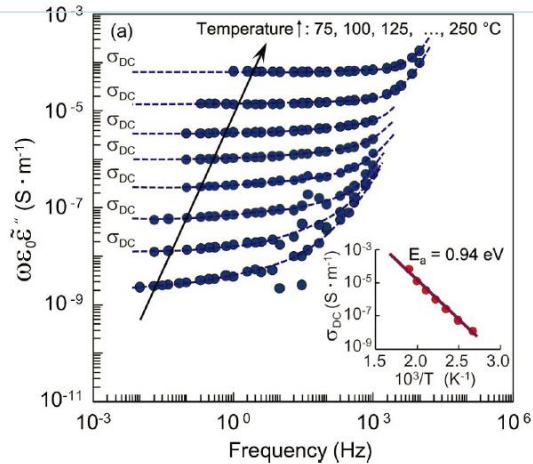 (a)
Temperature↑: 75, 100, 125, ..., 250 °C
10⁻³
10⁻⁵
10⁻⁷
10⁻⁹
10⁻¹¹
ωε₀ε̃″ (S · m⁻¹)
σDC
σDC
σDC
σDC
σDC
σDC
σDC
Eₐ = 0.94 eV
10⁻³
10⁻⁵
10⁻⁷
10⁻⁹
σDC (S · m⁻¹)
1.5 2.0 2.5 3.0
10³/T (K⁻¹)
10⁻³ 10⁰ 10³ 10⁶
Frequency (Hz)